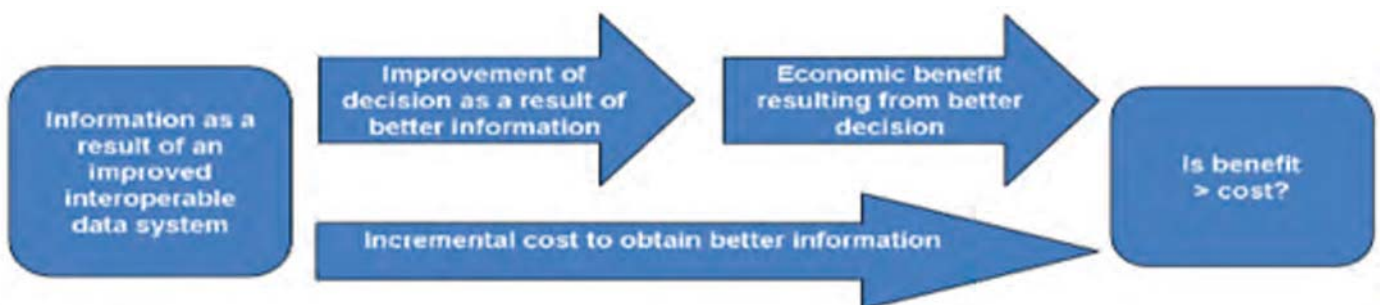 Information as a
result of an
improved
interoperable
data system
Improvement of
decision as a result of
better information
Economic benefit
resulting from better
decision
Incremental cost to obtain better information
Is benefit
> cost?